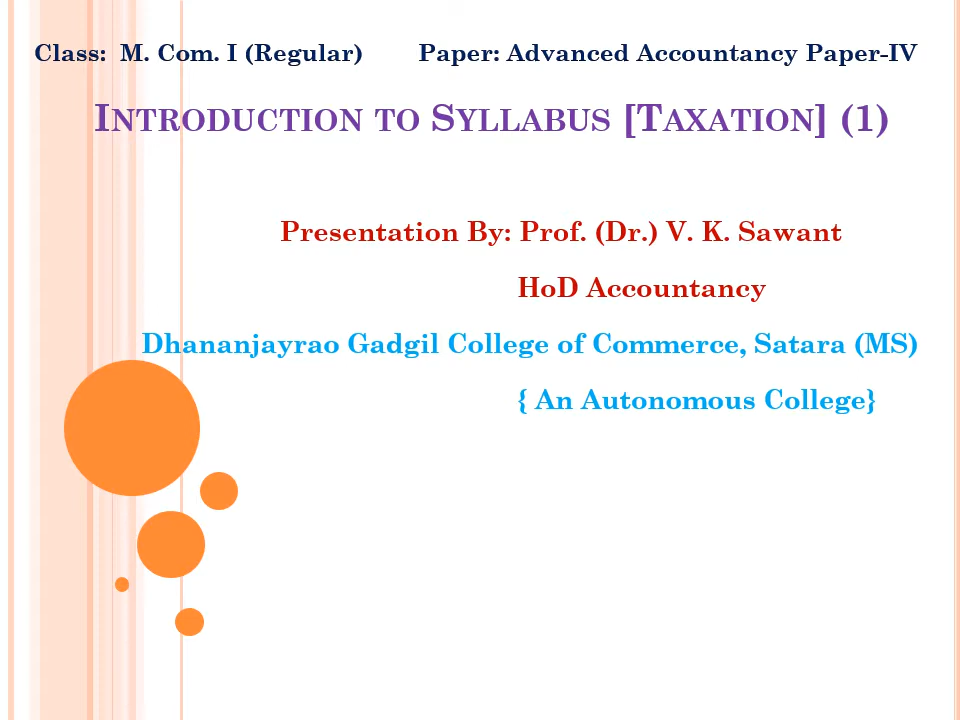 Class: M. Com. I (Regular) Paper: Advanced Accountancy Paper-IV
INTRODUCTION TO SYLLABUS [TAXATION] (1)
Presentation By: Prof. (Dr.) V. K. Sawant
HoD Accountancy
Dhananjayrao Gadgil College of Commerce, Satara (MS)
{ An Autonomous College}